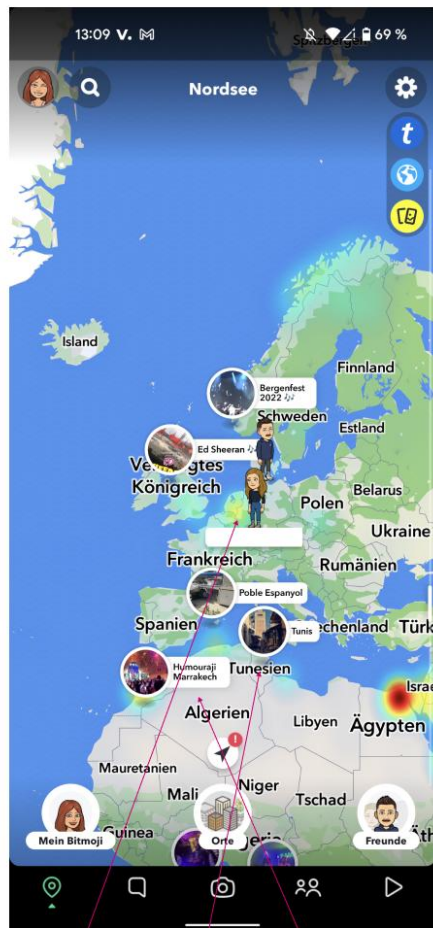 13:09 V. M
69 %
Spitzbergen
Nordsee
t
Island
Finnland
Bergenfest
2022
Schweden
Estland
Ed Sheeran
Königreich
Belarus
Polen
Ukraine
Frankreich
Rumänien
Poble Espanyol
Spanien
Tunis
Humouraji
Marrakech
Tunesien
Algerien
Libyen
Ägypten
!
Mauretanien
Mali
Niger
Tschad
Guinea
Mein Bitmoji
Orte
Freunde